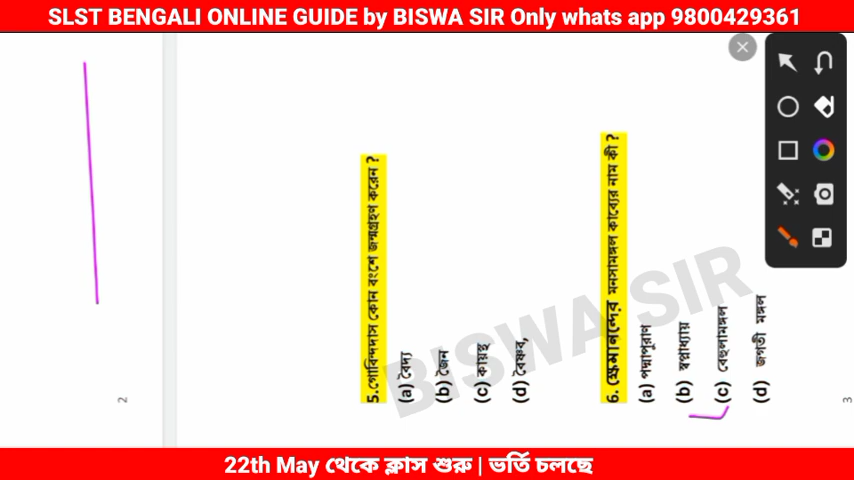 SLST BENGALI ONLINE GUIDE by BISWA SIR Only whats app 9800429361
2
5.গোবিন্দদাস কোন বংশে জন্মগ্রহণ করেন ?
(a) বৈদ্য
(b) জৈন
(c) কায়স্থ
(d) বৈষ্ণব,
6. ক্ষেমানন্দের মনসামঙ্গল কাব্যের নাম কী ?
(a) পদ্মাপুরাণ
(b) স্বপ্নাধ্যায়
(c) বেহুলামঙ্গল
(d) জগতী মঙ্গল
3
BISWA SIR
22th May থেকে ক্লাস শুরু | ভর্তি চলছে